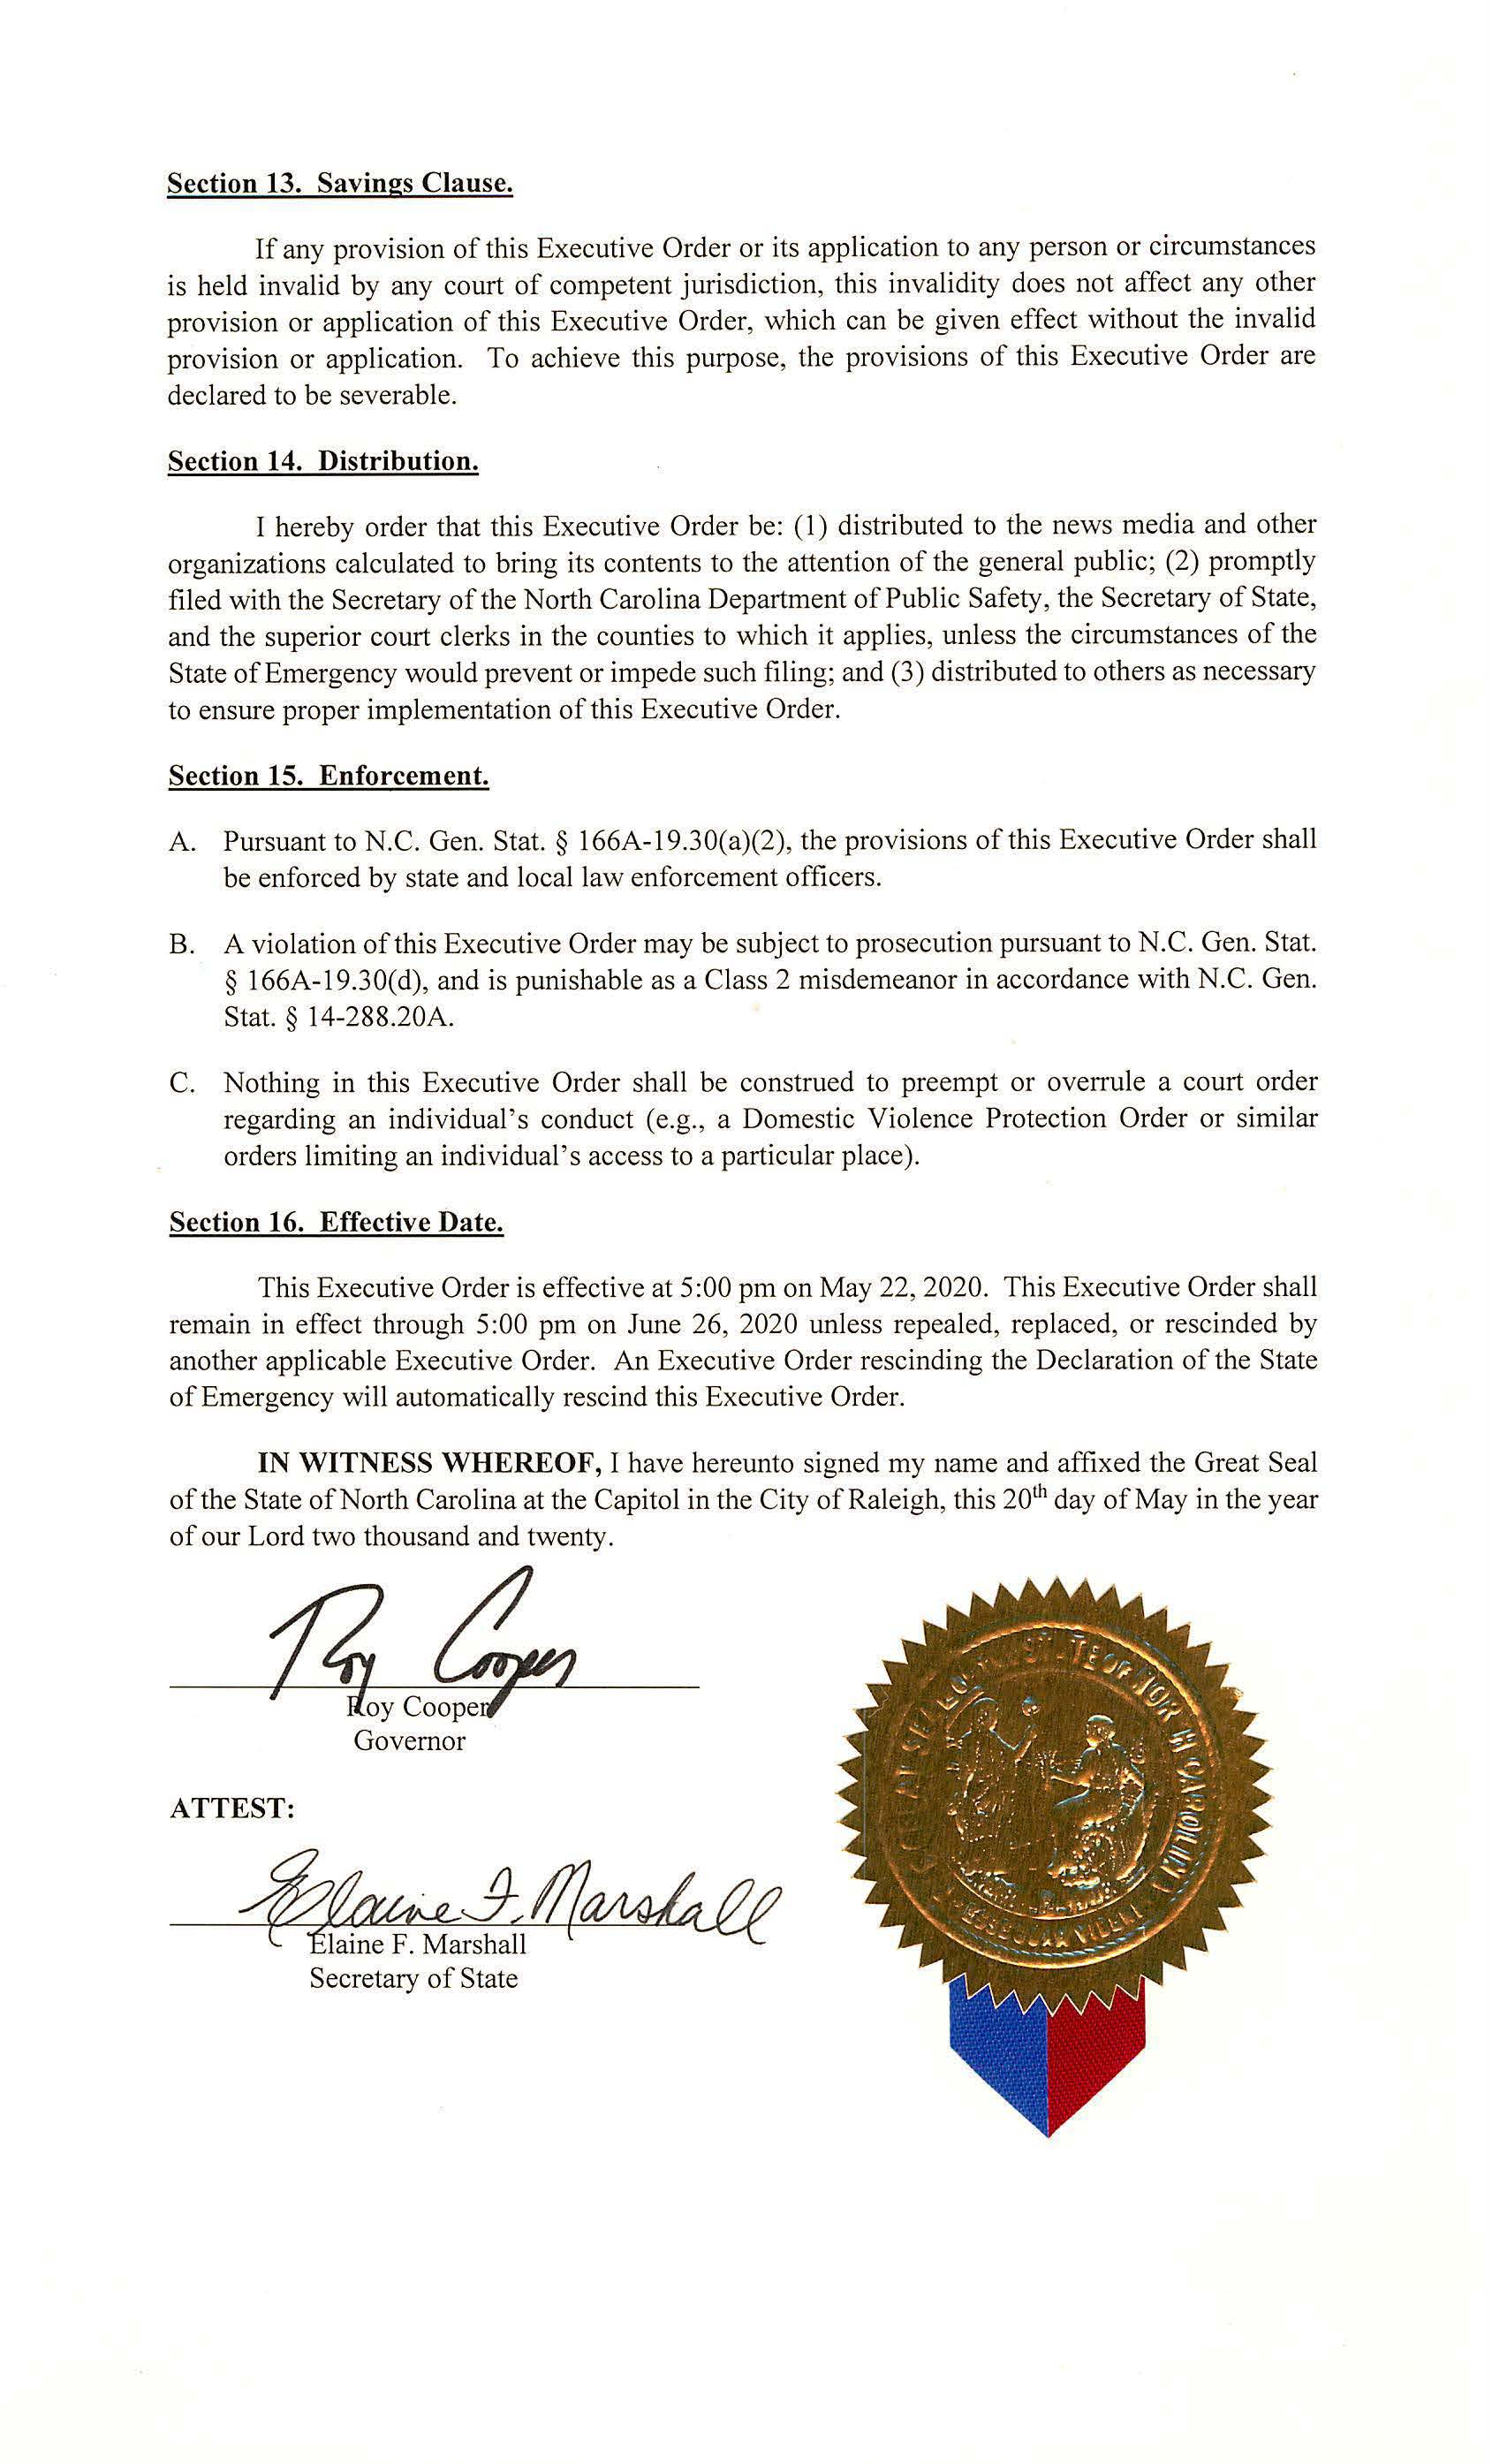 Section 13. Savings Clause.
If any provision of this Executive Order or its application to any person or circumstances
is held invalid by any court of competent jurisdiction, this invalidity does not affect any other
provision or application of this Executive Order, which can be given effect without the invalid
provision or application. To achieve this purpose, the provisions of this Executive Order are
declared to be severable.
Section 14. Distribution.
I hereby order that this Executive Order be: (1) distributed to the news media and other
organizations calculated to bring its contents to the attention of the general public; (2) promptly
filed with the Secretary of the North Carolina Department of Public Safety, the Secretary of State,
and the superior court clerks in the counties to which it applies, unless the circumstances of the
State of Emergency would prevent or impede such filing; and (3) distributed to others as necessary
to ensure proper implementation of this Executive Order.
Section 15. Enforcement.
A. Pursuant to N.C. Gen. Stat. § 166A-19.30(a)(2), the provisions of this Executive Order shall
be enforced by state and local law enforcement officers.
B. A violation of this Executive Order may be subject to prosecution pursuant to N.C. Gen. Stat.
§ 166A-19.30(d), and is punishable as a Class 2 misdemeanor in accordance with N.C. Gen.
Stat. § 14-288.20A.
C. Nothing in this Executive Order shall be construed to preempt or overrule a court order
regarding an individual's conduct (e.g., a Domestic Violence Protection Order or similar
orders limiting an individual's access to a particular place).
Section 16. Effective Date.
This Executive Order is effective at 5:00 pm on May 22, 2020. This Executive Order shall
remain in effect through 5:00 pm on June 26, 2020 unless repealed, replaced, or rescinded by
another applicable Executive Order. An Executive Order rescinding the Declaration of the State
of Emergency will automatically rescind this Executive Order.
IN WITNESS WHEREOF, I have hereunto signed my name and affixed the Great Seal
of the State of North Carolina at the Capitol in the City of Raleigh, this 20th day of May in the year
of our Lord two thousand and twenty.
Roy Cooper
Roy Cooper
Governor
ATTEST:
Elaine F. Marshall
Elaine F. Marshall
Secretary of State